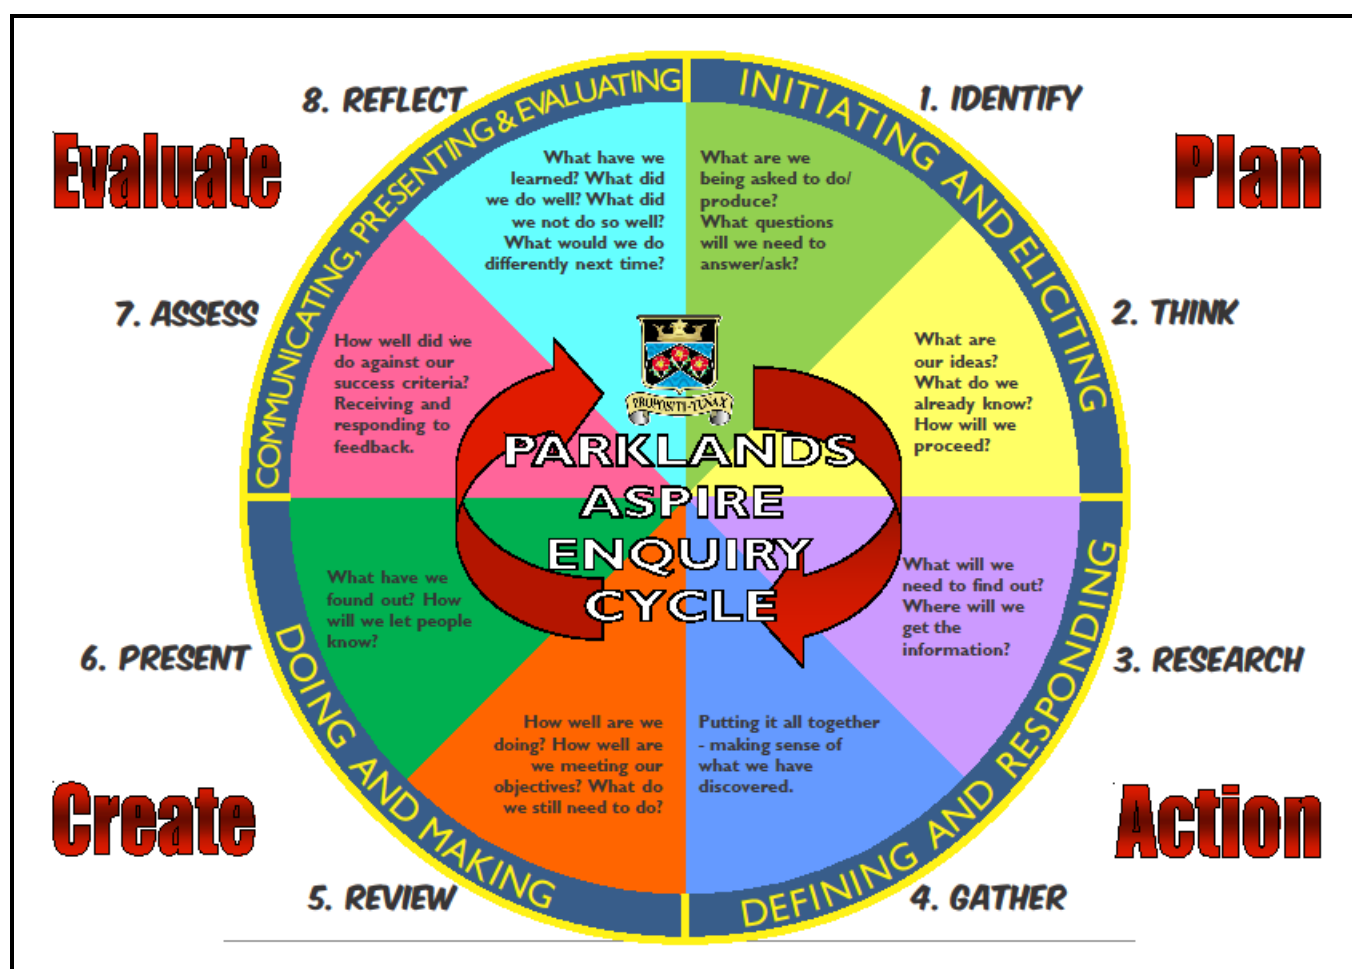 8. REFLECT
1. IDENTIFY
Evaluate
Plan
COMMUNICATING, PRESENTING & EVALUATING
INITIATING AND ELICITING
What have we
learned? What did
we do well? What did
we not do so well?
What would we do
differently next time?
What are we
being asked to do/
produce?
What questions
will we need to
answer/ask?
7. ASSESS
2. THINK
How well did we
do against our
success criteria?
Receiving and
responding to
feedback.
What are
our ideas?
What do we
already know?
How will we
proceed?
PROPOSITI-TENAX
PARKLANDS
ASPIRE
ENQUIRY
CYCLE
What have we
found out? How
will we let people
know?
What will we
need to find out?
Where will we
get the
information?
6. PRESENT
3. RESEARCH
How well are we
doing? How well are
we meeting our
objectives? What do
we still need to do?
Putting it all together
- making sense of
what we have
discovered.
DOING AND MAKING
DEFINING AND RESPONDING
Create
Action
5. REVIEW
4. GATHER